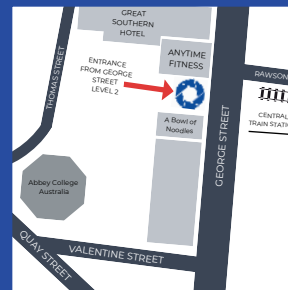 GREAT
SOUTHERN
HOTEL
ANYTIME
FITNESS
THOMAS STREET
ENTRANCE
FROM GEORGE
STREET
LEVEL 2
RAWSON
CENTRAL
TRAIN STATI
A Bowl of
Noodles
GEORGE STREET
Abbey College
Australia
VALENTINE STREET
QUAY STREET